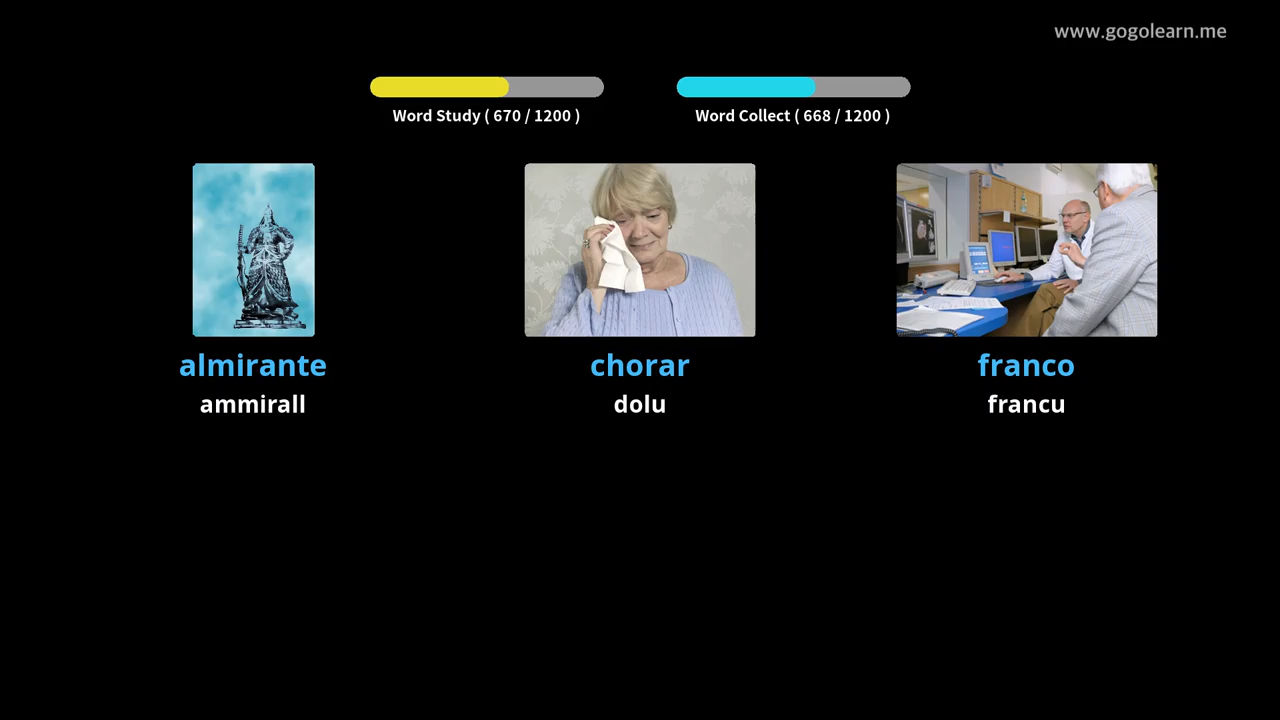 www.gogolearn.me
Word Study ( 670 / 1200 )
Word Collect ( 668 / 1200 )
almirante
ammirall
chorar
dolu
franco
francu